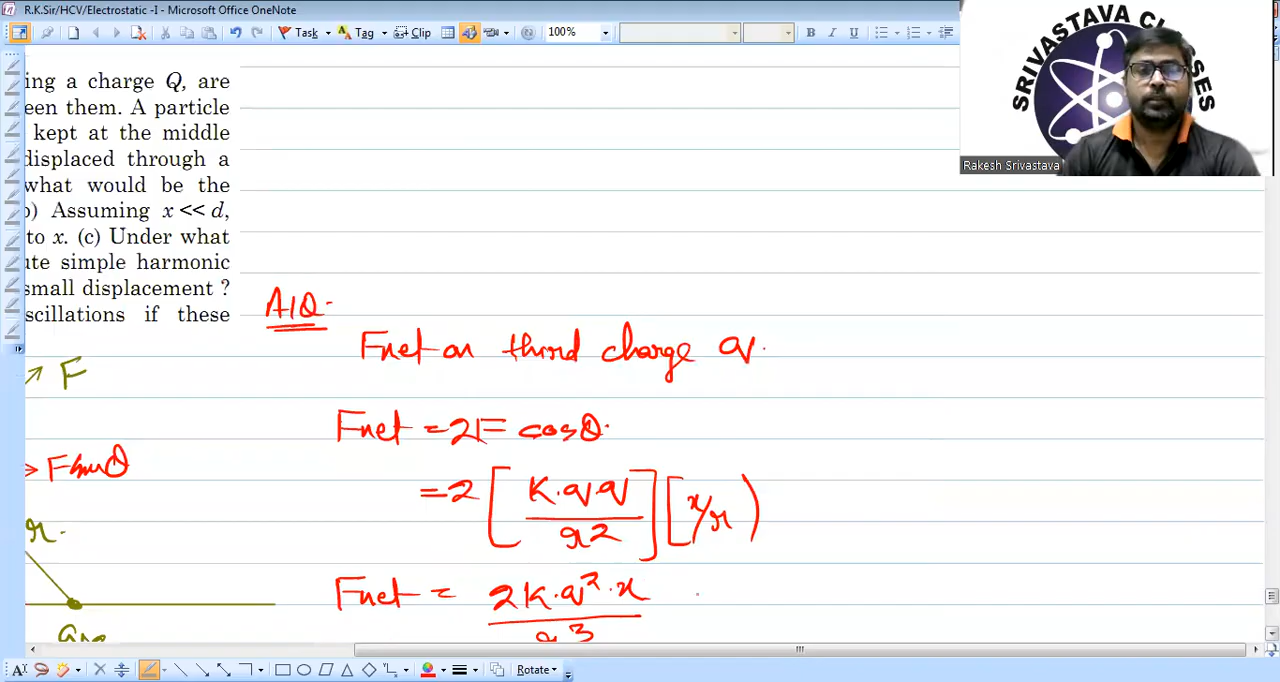 R.K.Sir/HCV/Electrostatic -I - Microsoft Office OneNote
Task Tag Clip 100% B I U
SRIVASTAVA CLASSES
Rakesh Srivastava
ing a charge Q, are
een them. A particle
kept at the middle
displaced through a
what would be the
) Assuming x << d,
to x. (c) Under what
ute simple harmonic
small displacement ?
scillations if these
A/Q.
Fnet on third charge q.
F
Fnet = 2F cosθ.
F sinθ
= 2 [K.q.q/r2] [x/r)
r.
Fnet = 2K.q².x/r3
A Rotate